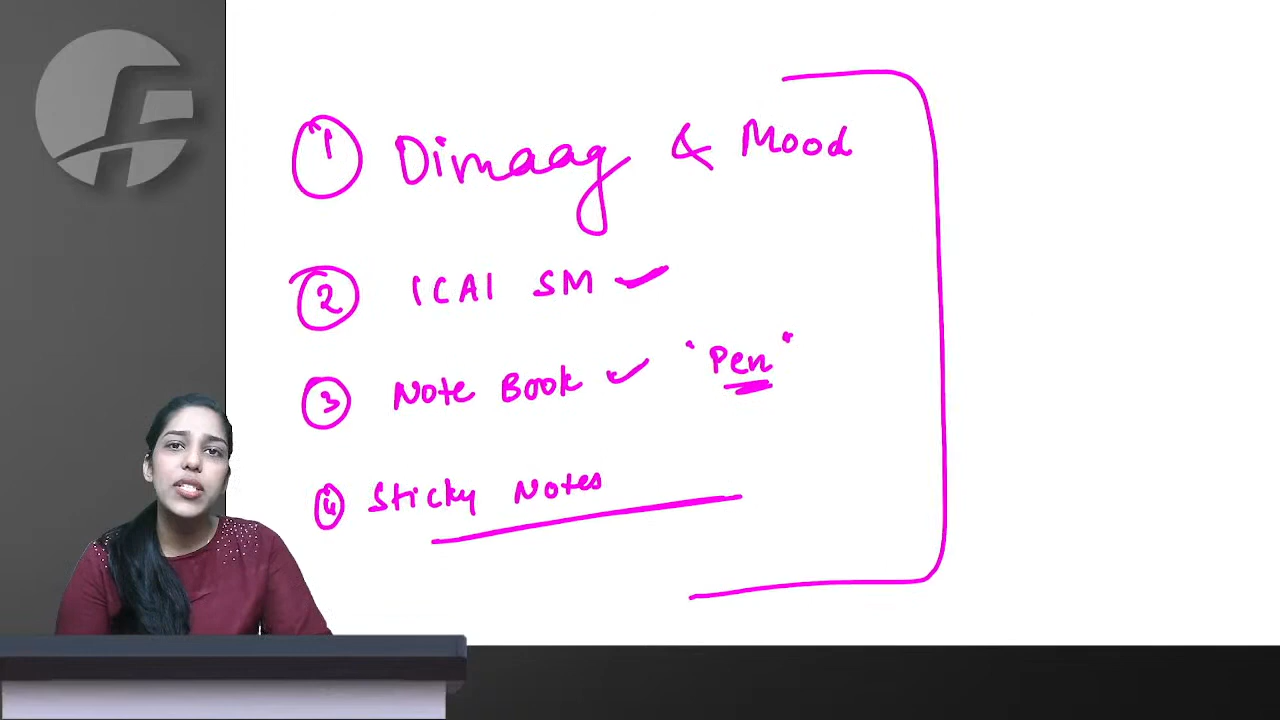 1 Dimaag & Mood
2 ICAI SM
3 Note Book "Pen"
4 Sticky Notes